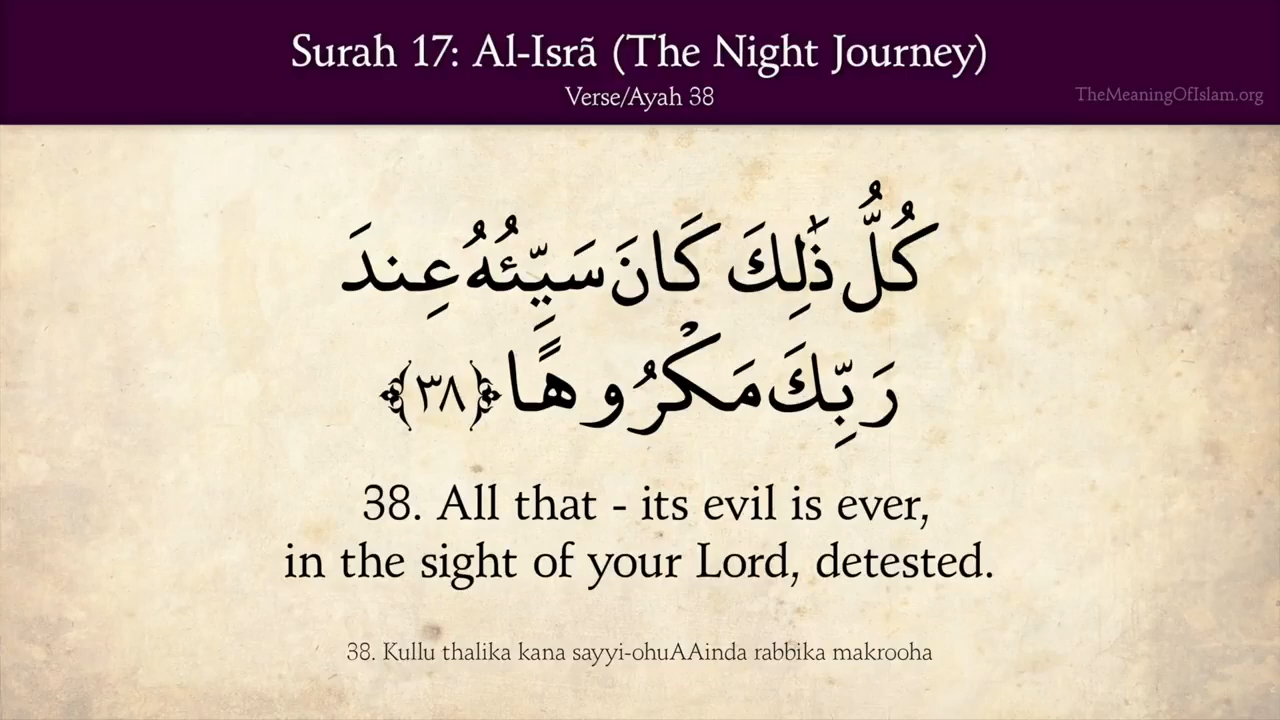 Surah 17: Al-Isrã (The Night Journey)
Verse/Ayah 38
TheMeaningOfIslam.org
كُلُّ ذَٰلِكَ كَانَ سَيِّئُهُ عِندَ
رَبِّكَ مَكْرُوهًا ﴿٣٨﴾
38. All that - its evil is ever,
in the sight of your Lord, detested.
38. Kullu thalika kana sayyi-ohuAAinda rabbika makrooha